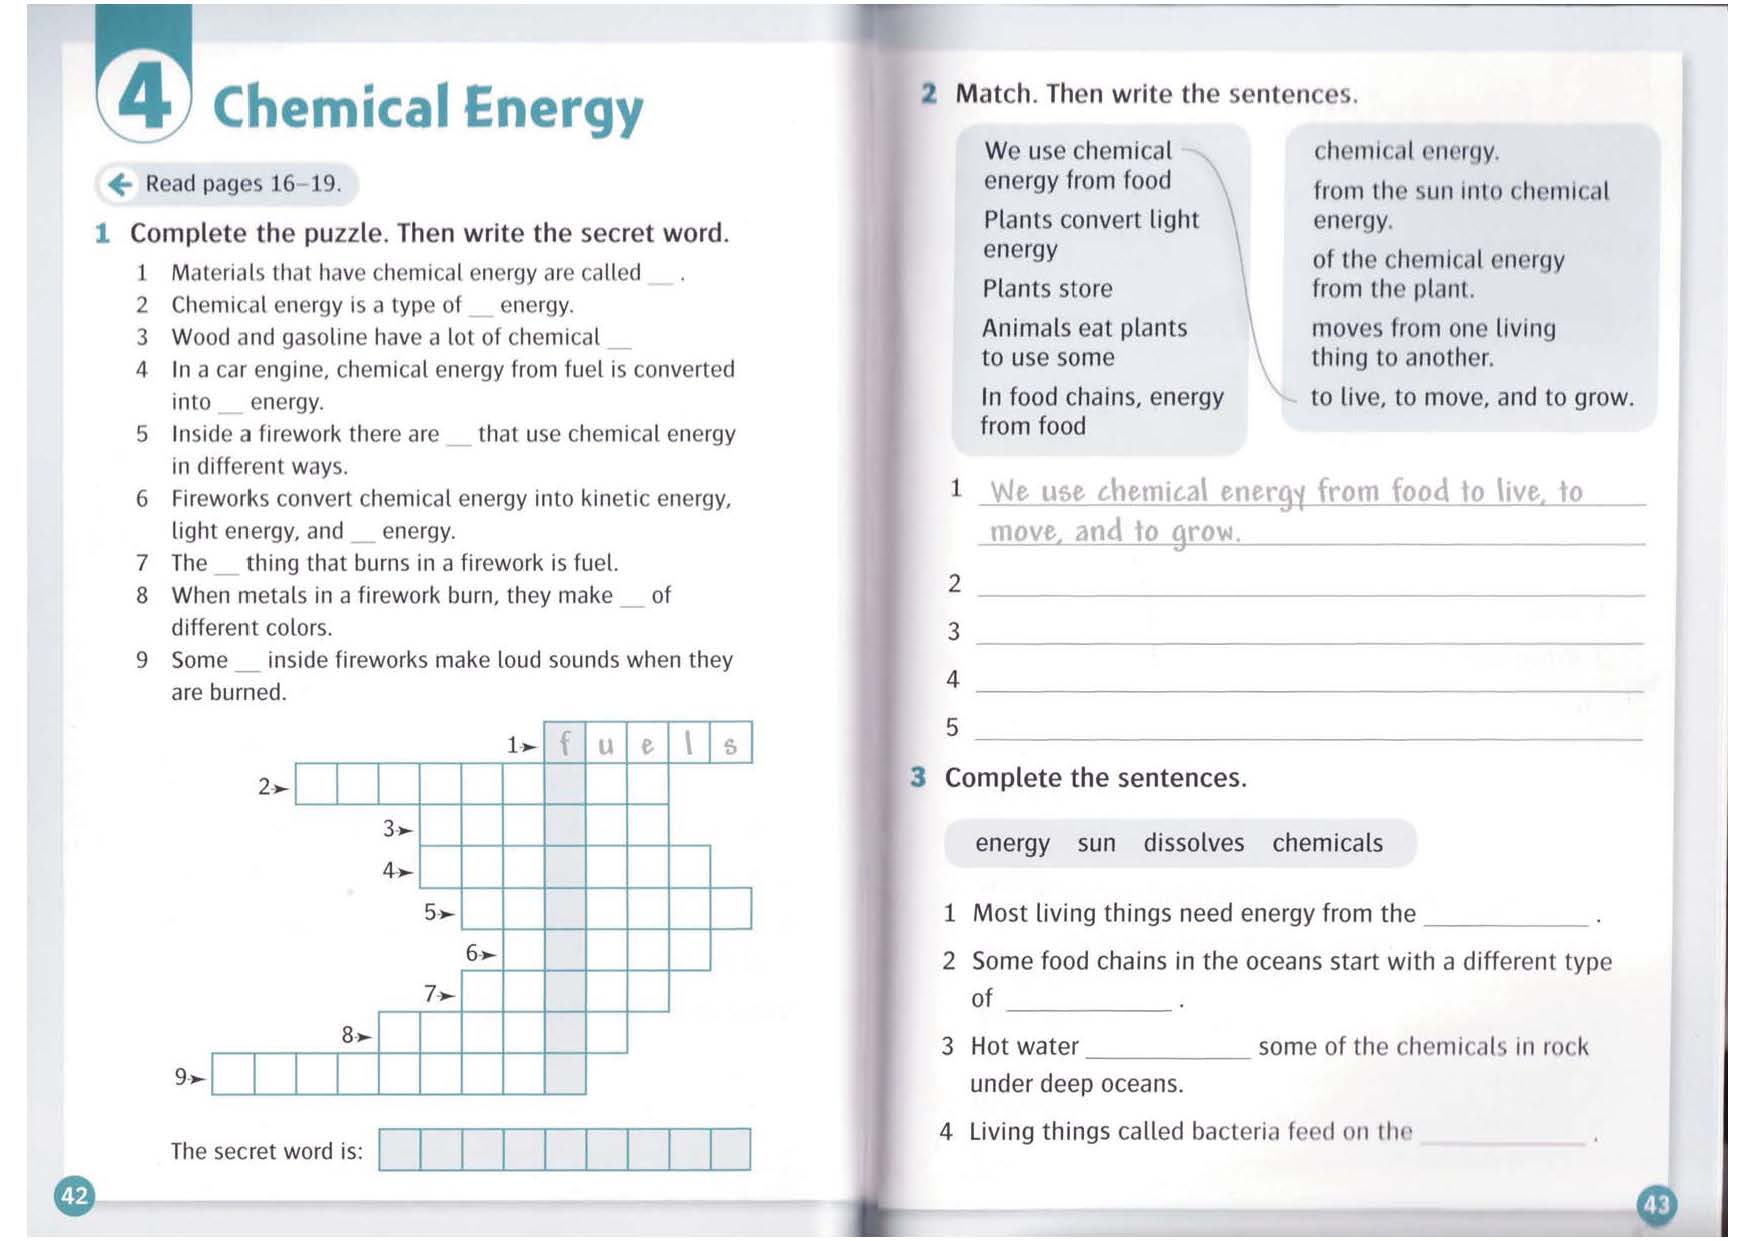 4 Chemical Energy
Read pages 16–19.
1 Complete the puzzle. Then write the secret word.
1 Materials that have chemical energy are called __ .
2 Chemical energy is a type of __ energy.
3 Wood and gasoline have a lot of chemical __
4 In a car engine, chemical energy from fuel is converted
into __ energy.
5 Inside a firework there are __ that use chemical energy
in different ways.
6 Fireworks convert chemical energy into kinetic energy,
light energy, and __ energy.
7 The __ thing that burns in a firework is fuel.
8 When metals in a firework burn, they make __ of
different colors.
9 Some __ inside fireworks make loud sounds when they
are burned.
1 f u e l s
2
3
4
5
6
7
8
9
The secret word is:
42
2 Match. Then write the sentences.
We use chemical
energy from food
Plants convert light
energy
Plants store
Animals eat plants
to use some
In food chains, energy
from food
chemical energy.
from the sun into chemical
energy.
of the chemical energy
from the plant.
moves from one living
thing to another.
to live, to move, and to grow.
1 We use chemical energy from food to live, to
move, and to grow.
2
3
4
5
3 Complete the sentences.
energy sun dissolves chemicals
1 Most living things need energy from the ____________ .
2 Some food chains in the oceans start with a different type
of ____________ .
3 Hot water ____________ some of the chemicals in rock
under deep oceans.
4 Living things called bacteria feed on the ____________ .
43